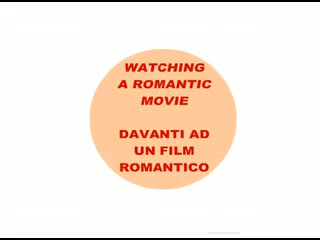 WATCHING
A ROMANTIC
MOVIE
DAVANTI AD
UN FILM
ROMANTICO